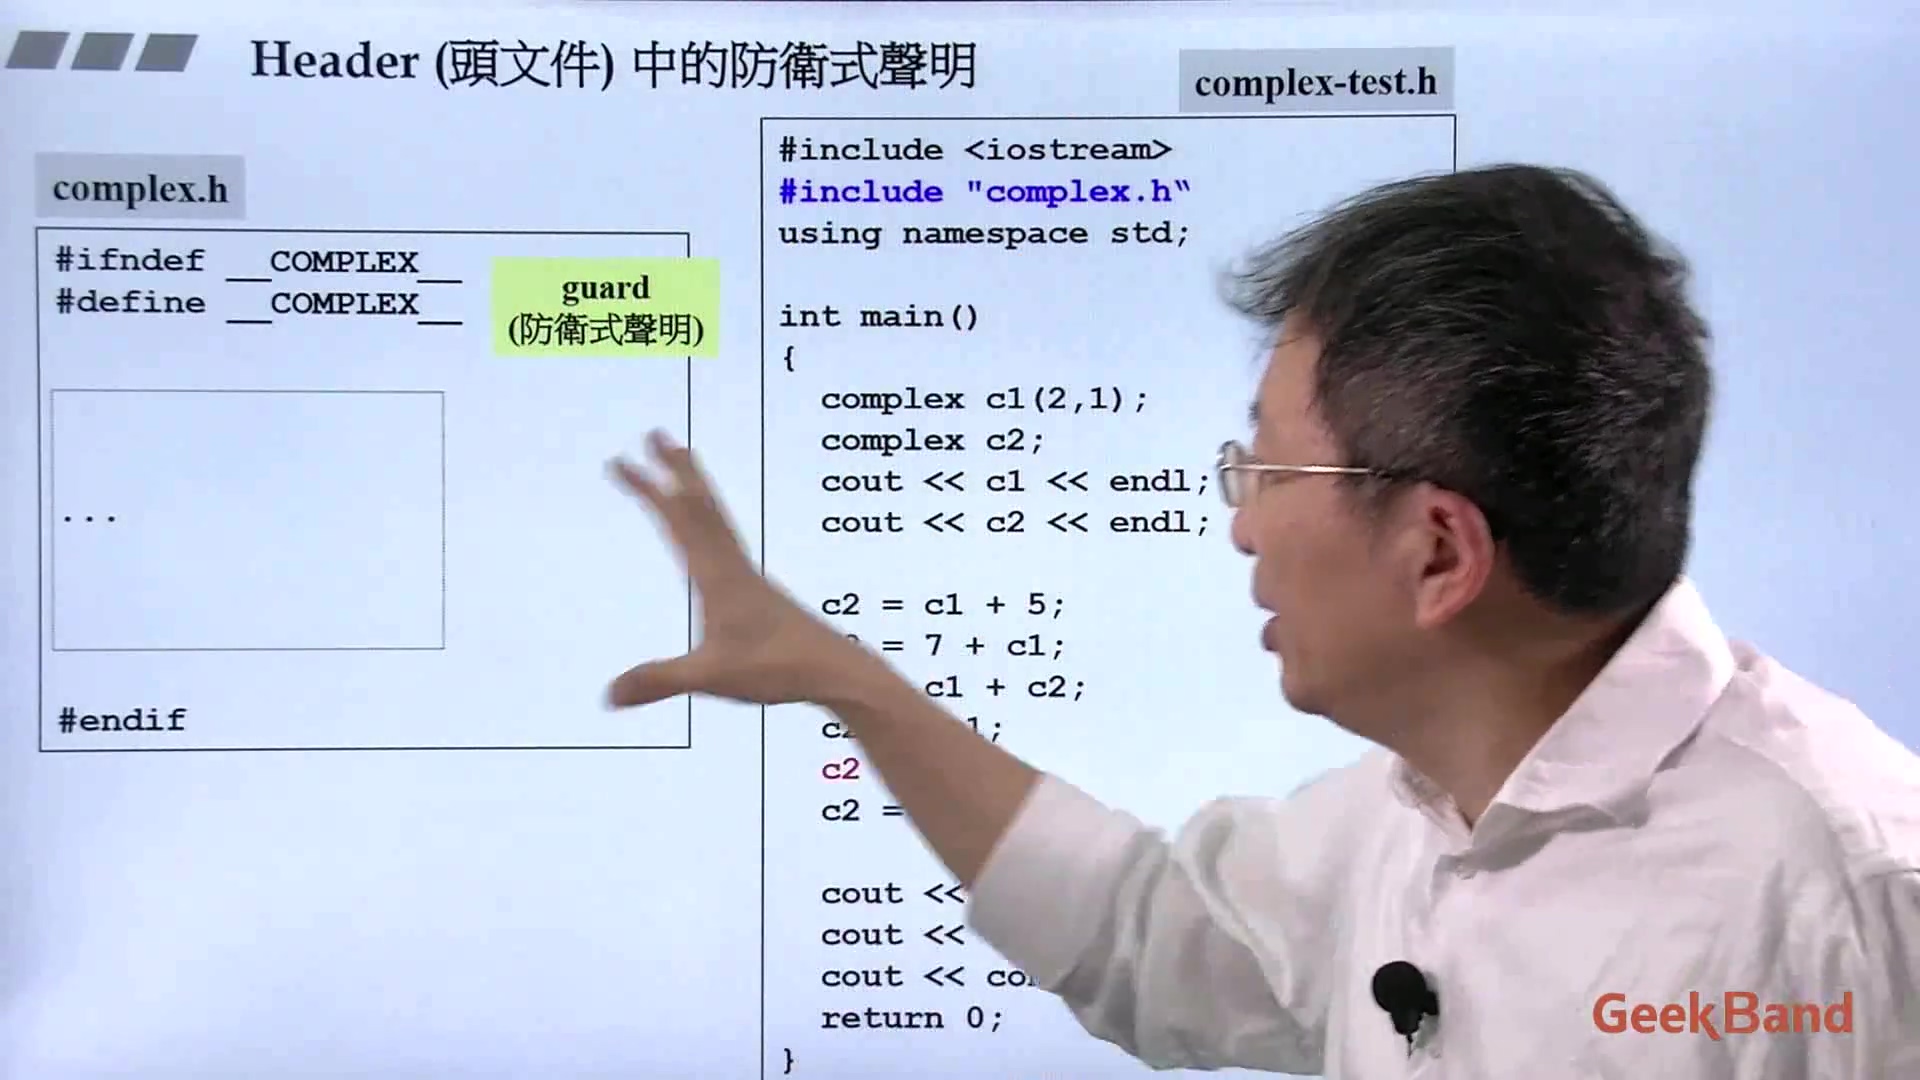 Header (頭文件) 中的防衛式聲明
complex.h
#ifndef __COMPLEX__
#define __COMPLEX__
guard
(防衛式聲明)
...
#endif
complex-test.h
#include <iostream>
#include "complex.h“
using namespace std;
int main()
{
complex c1(2,1);
complex c2;
cout << c1 << endl;
cout << c2 << endl;
c2 = c1 + 5;
= 7 + c1;
c1 + c2;
c2
c2 =
cout <<
cout <<
cout <<
return 0;
}
GeekBand